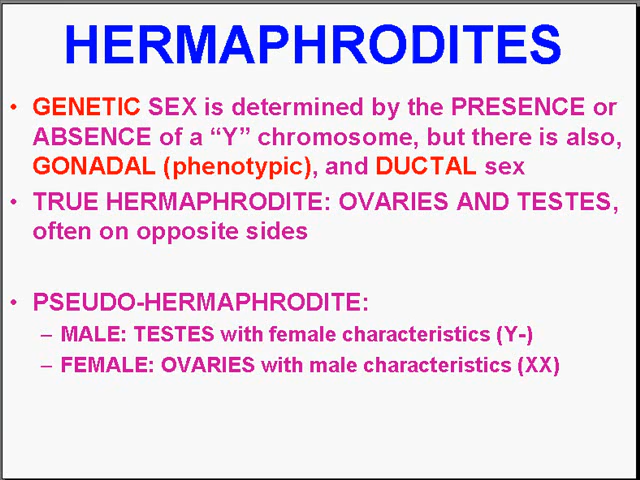 HERMAPHRODITES
• GENETIC SEX is determined by the PRESENCE or
ABSENCE of a “Y” chromosome, but there is also,
GONADAL (phenotypic), and DUCTAL sex
• TRUE HERMAPHRODITE: OVARIES AND TESTES,
often on opposite sides
• PSEUDO-HERMAPHRODITE:
– MALE: TESTES with female characteristics (Y-)
– FEMALE: OVARIES with male characteristics (XX)